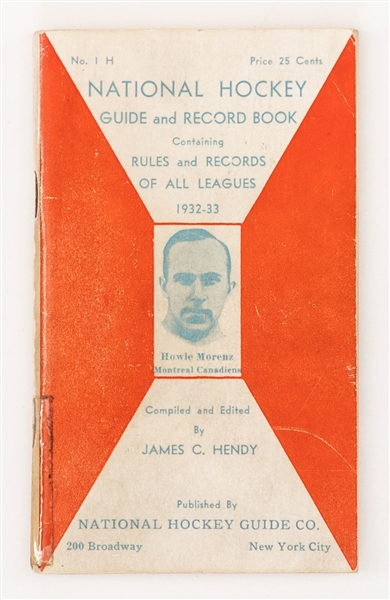 No. 1 H Price 25 Cents
NATIONAL HOCKEY
GUIDE and RECORD BOOK
Containing
RULES and RECORDS
OF ALL LEAGUES
1932-33
Howie Morenz
Montreal Canadiens
Compiled and Edited
By
JAMES C. HENDY
Published By
NATIONAL HOCKEY GUIDE CO.
200 Broadway New York City